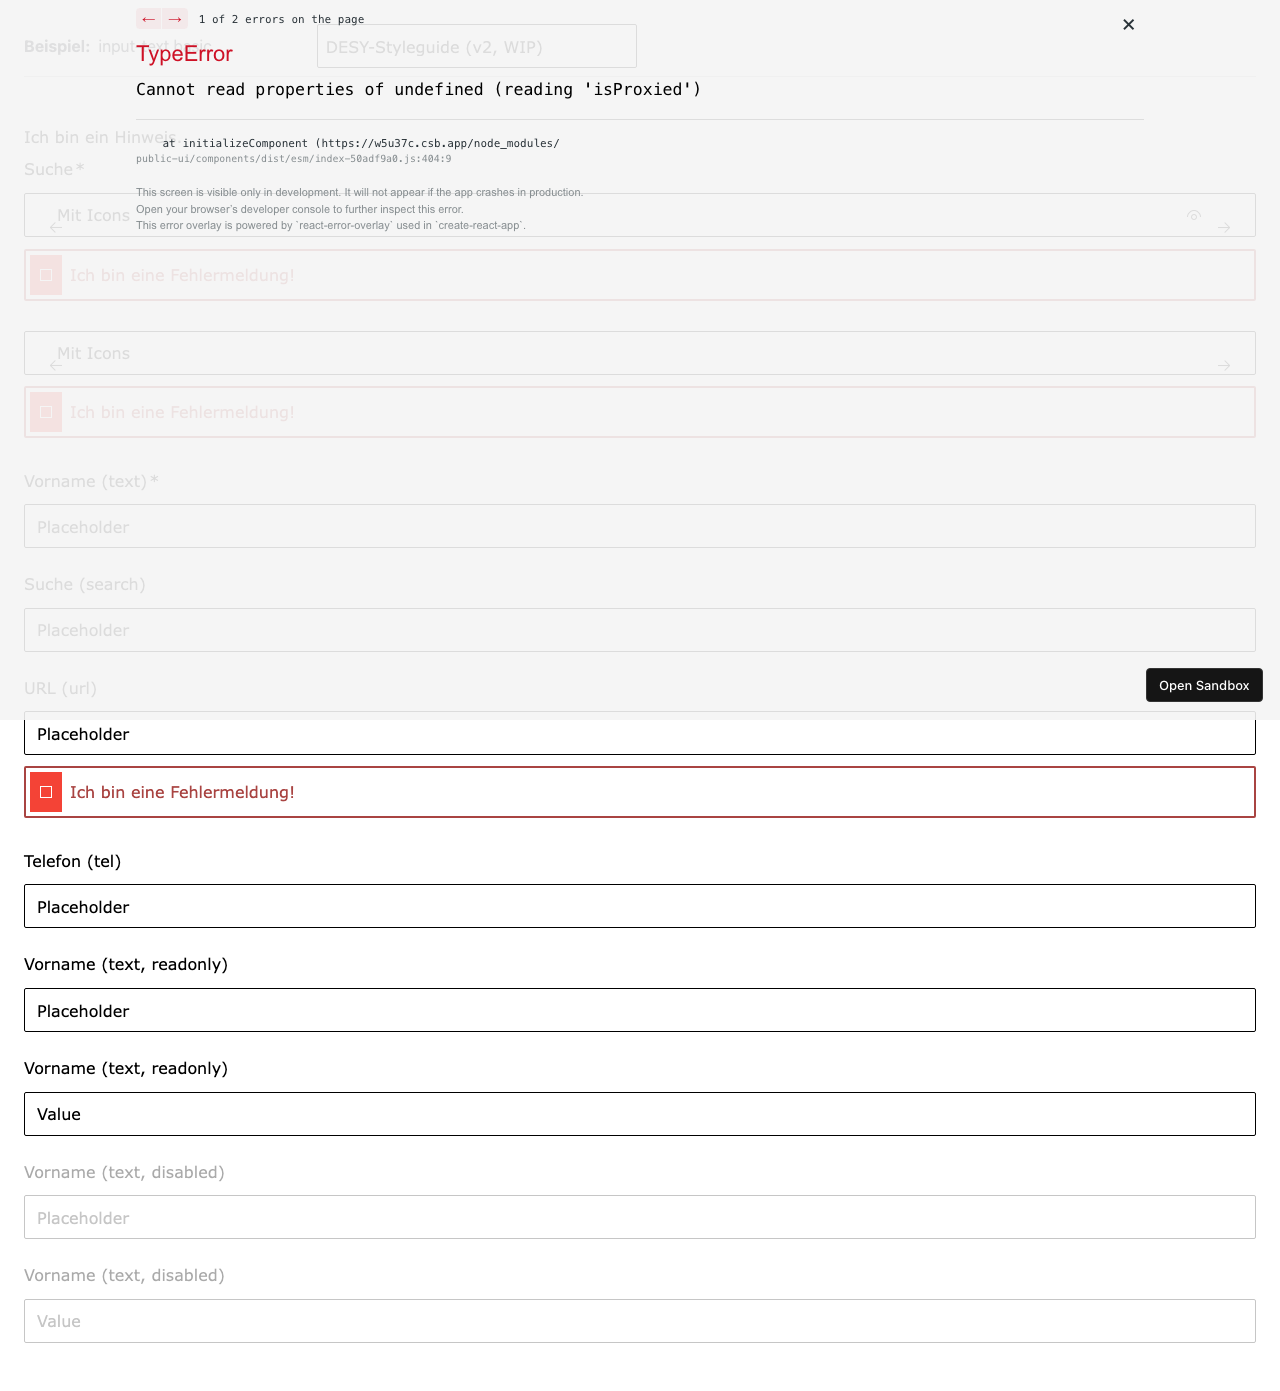 ← → 1 of 2 errors on the page
Beispiel: input-text basic
DESY-Styleguide (v2, WIP)
TypeError
Cannot read properties of undefined (reading 'isProxied')
Ich bin ein Hinweis.
at initializeComponent (https://w5u37c.csb.app/node_modules/
public-ui/components/dist/esm/index-50adf9a0.js:404:9
Suche*
This screen is visible only in development. It will not appear if the app crashes in production.
Open your browser’s developer console to further inspect this error.
This error overlay is powered by `react-error-overlay` used in `create-react-app`.
Mit Icons
Ich bin eine Fehlermeldung!
Mit Icons
Ich bin eine Fehlermeldung!
Vorname (text)*
Placeholder
Suche (search)
Placeholder
URL (url)
Open Sandbox
Placeholder
Ich bin eine Fehlermeldung!
Telefon (tel)
Placeholder
Vorname (text, readonly)
Placeholder
Vorname (text, readonly)
Value
Vorname (text, disabled)
Placeholder
Vorname (text, disabled)
Value